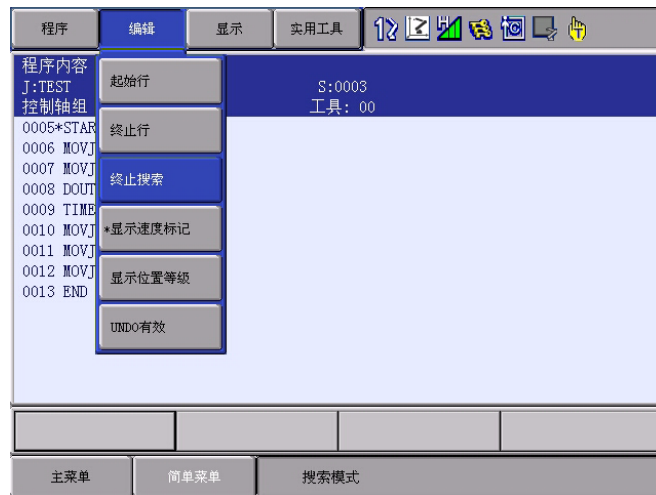 程序 编辑 显示 实用工具
程序内容
J:TEST S:0003
控制轴组 工具: 00
起始行
终止行
终止搜索
*显示速度标记
显示位置等级
UNDO有效
0005*STAR
0006 MOVJ
0007 MOVJ
0008 DOUT
0009 TIME
0010 MOVJ
0011 MOVJ
0012 MOVJ
0013 END
主菜单 简单菜单 搜索模式